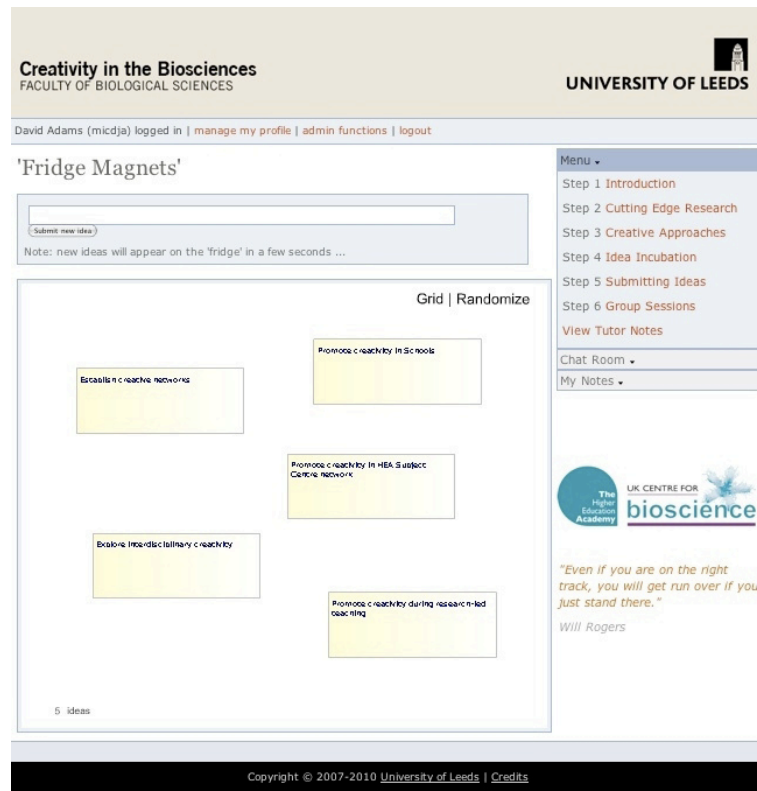 Creativity in the Biosciences
FACULTY OF BIOLOGICAL SCIENCES
UNIVERSITY OF LEEDS
David Adams (micdja) logged in | manage my profile | admin functions | logout
'Fridge Magnets'
Submit new idea
Note: new ideas will appear on the 'fridge' in a few seconds ...
Grid | Randomize
Promote creativity in Schools
Establish creative networks
Promote creativity in HEA Subject
Centre network
Explore interdisciplinary creativity
Promote creativity during research-led
teaching
5 ideas
Menu
Step 1 Introduction
Step 2 Cutting Edge Research
Step 3 Creative Approaches
Step 4 Idea Incubation
Step 5 Submitting Ideas
Step 6 Group Sessions
View Tutor Notes
Chat Room
My Notes
The
Higher
Education
Academy
UK CENTRE FOR
bioscience
"Even if you are on the right
track, you will get run over if you
just stand there."
Will Rogers
Copyright © 2007-2010 University of Leeds | Credits